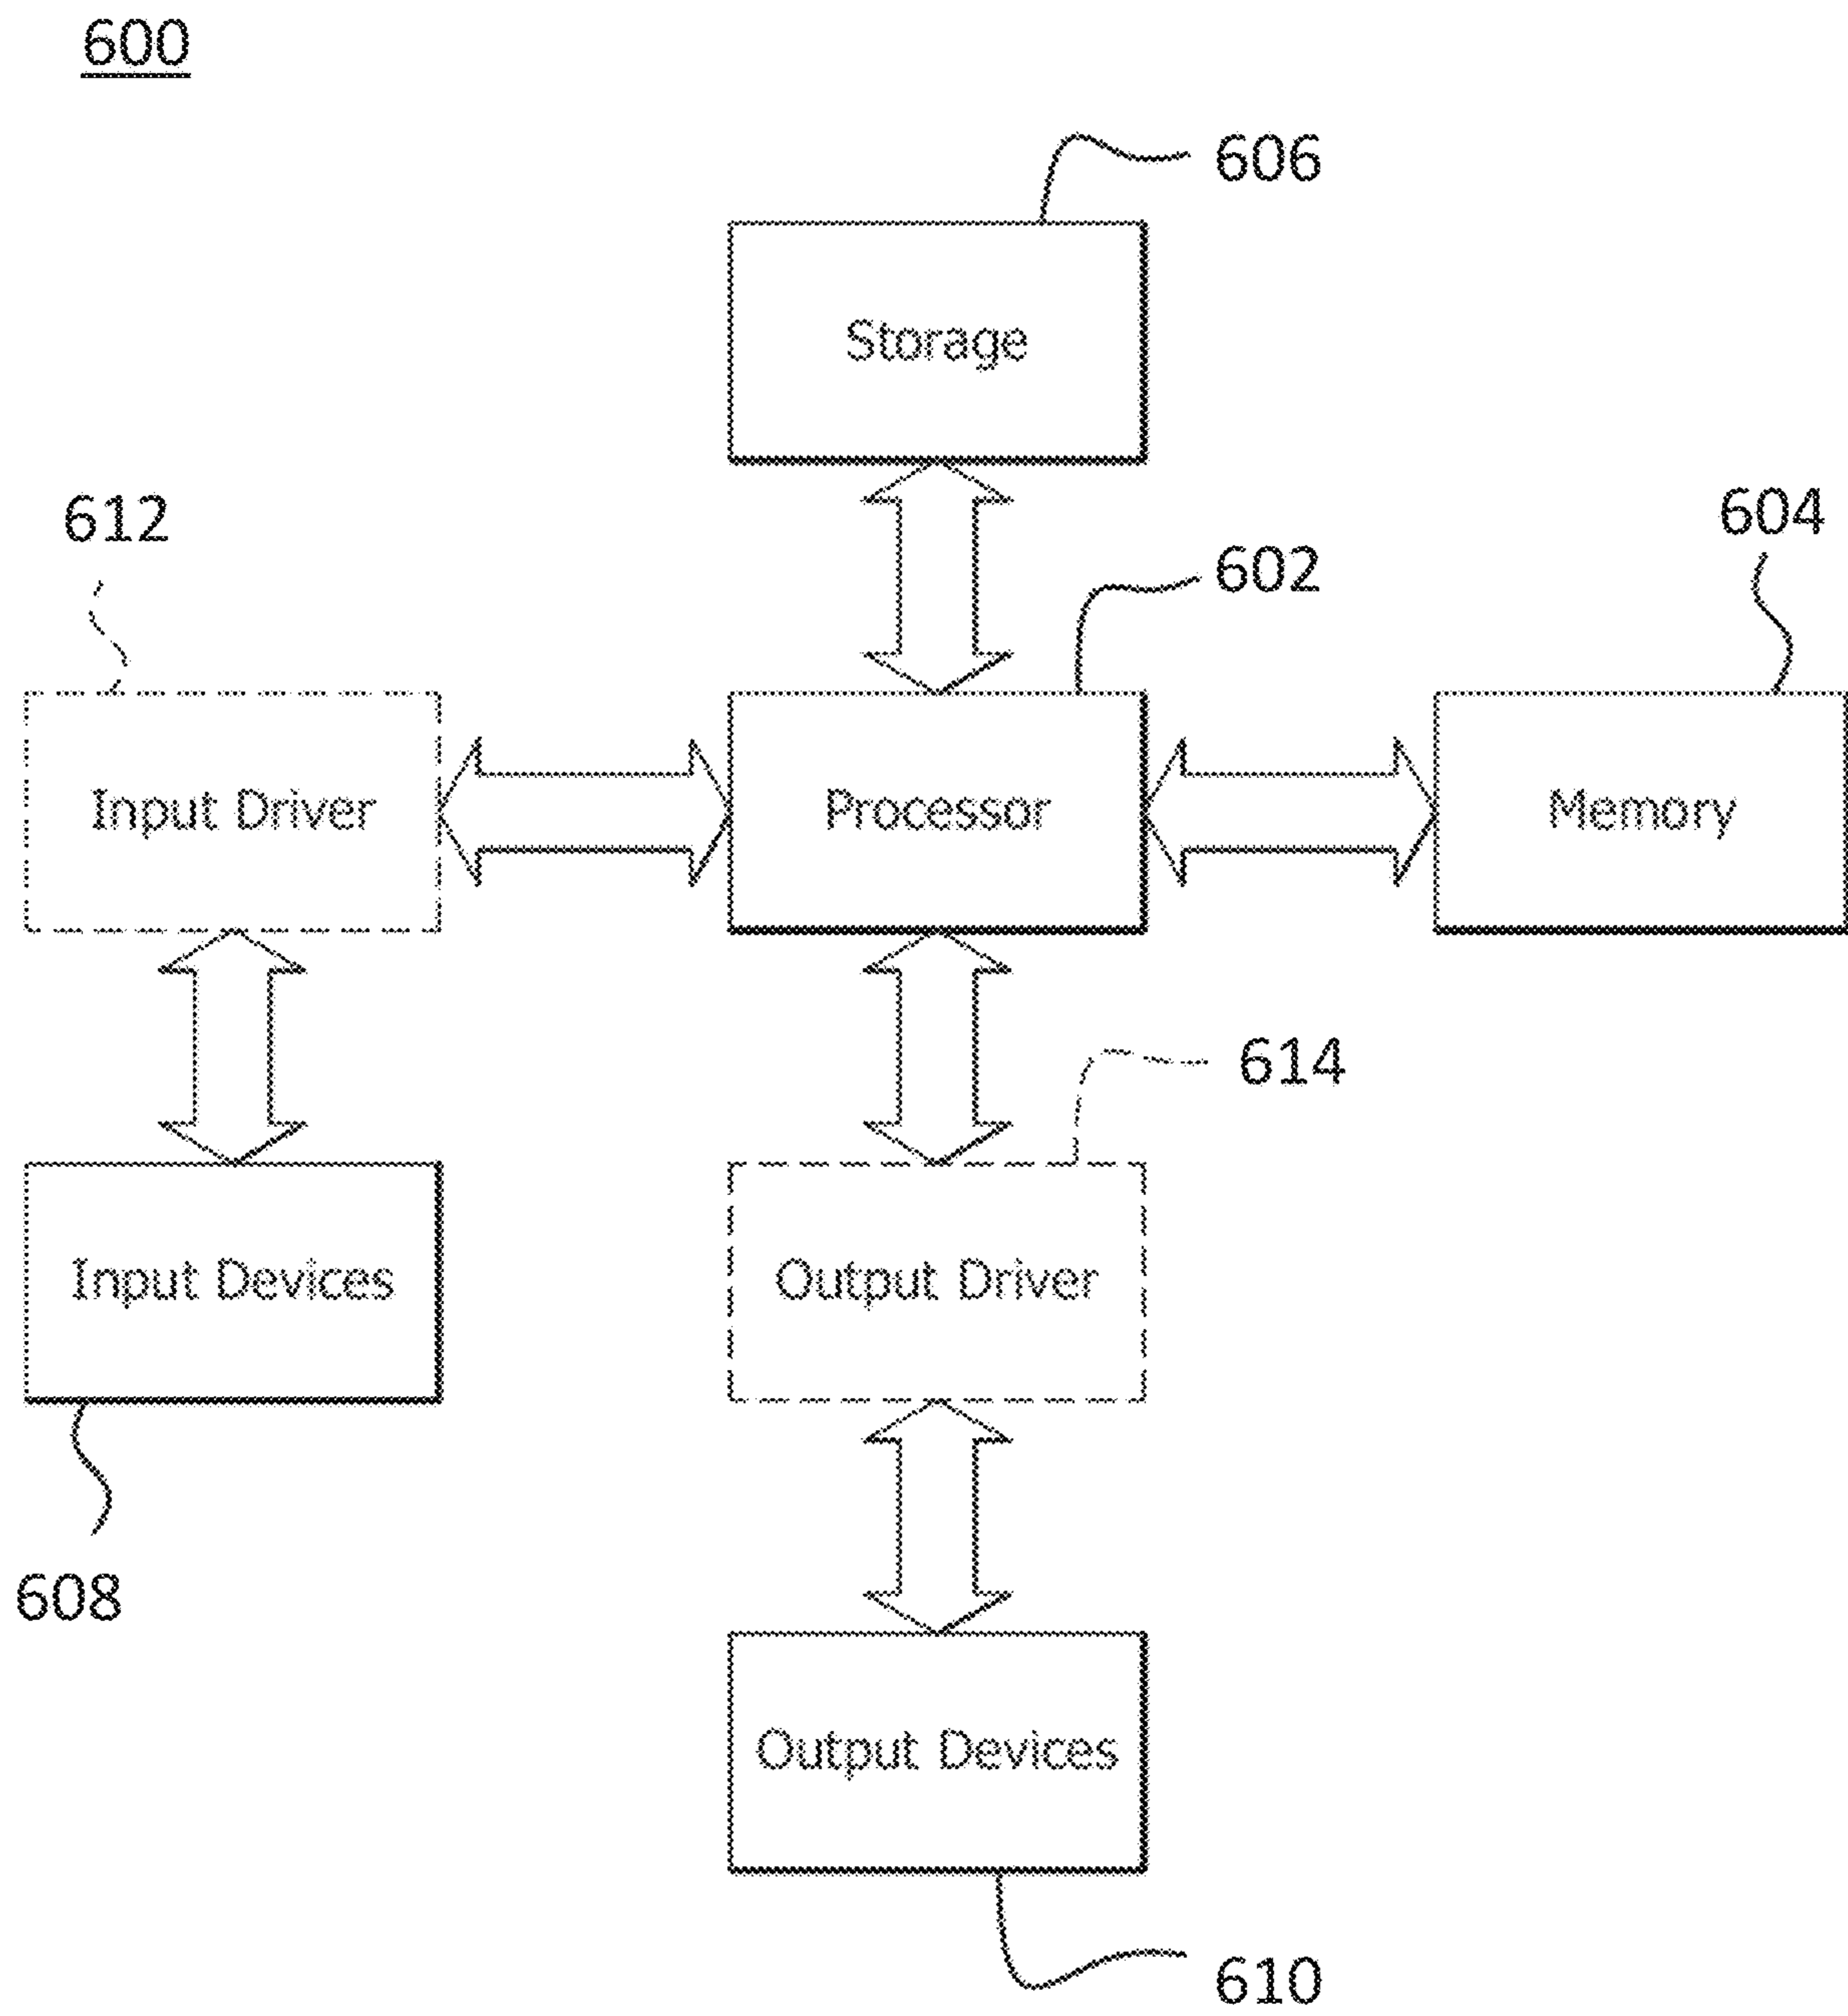 600
606
Storage
612
604
602
Input Driver
Processor
Memory
614
Input Devices
Output Driver
608
Output Devices
610